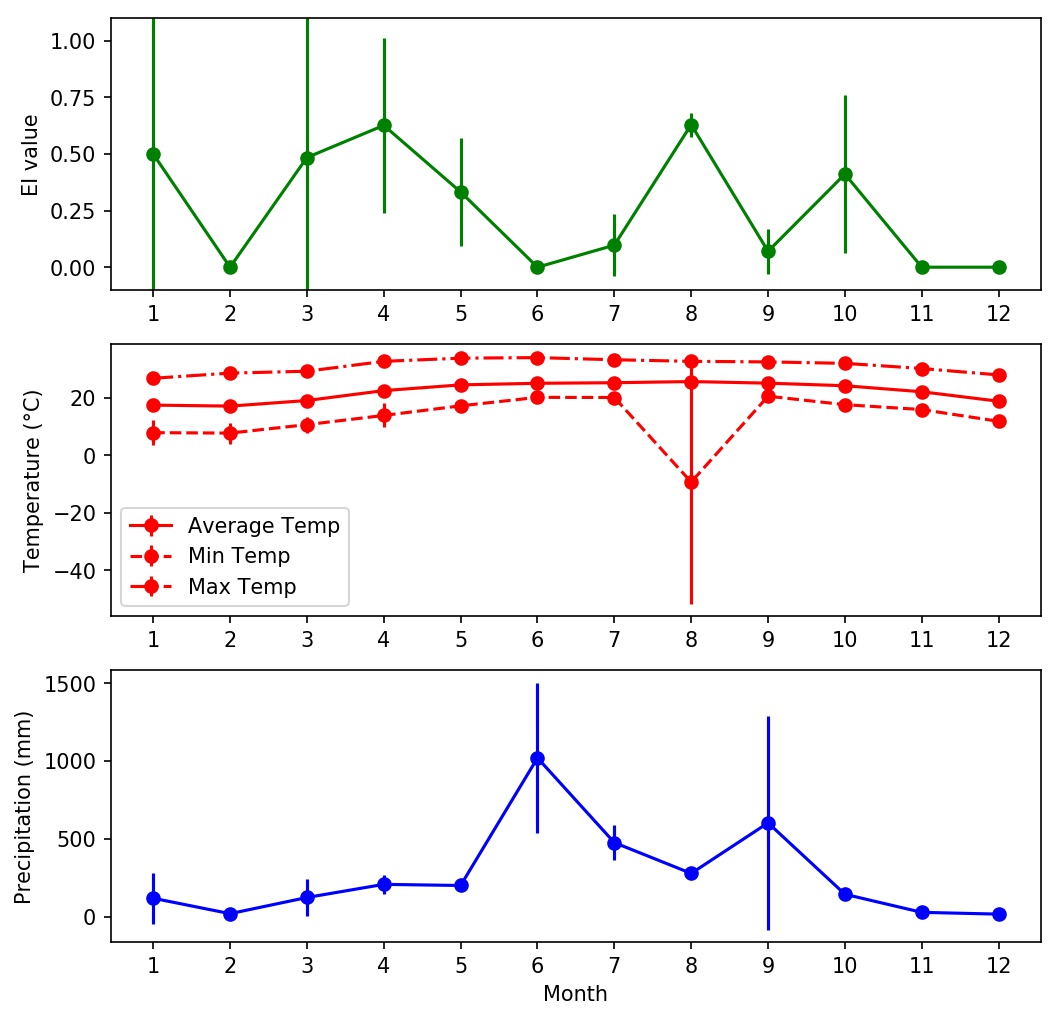 EI value
1.00
0.75
0.50
0.25
0.00
1 2 3 4 5 6 7 8 9 10 11 12
Temperature (°C)
20
0
−20
−40
Average Temp
Min Temp
Max Temp
1 2 3 4 5 6 7 8 9 10 11 12
Precipitation (mm)
1500
1000
500
0
1 2 3 4 5 6 7 8 9 10 11 12
Month